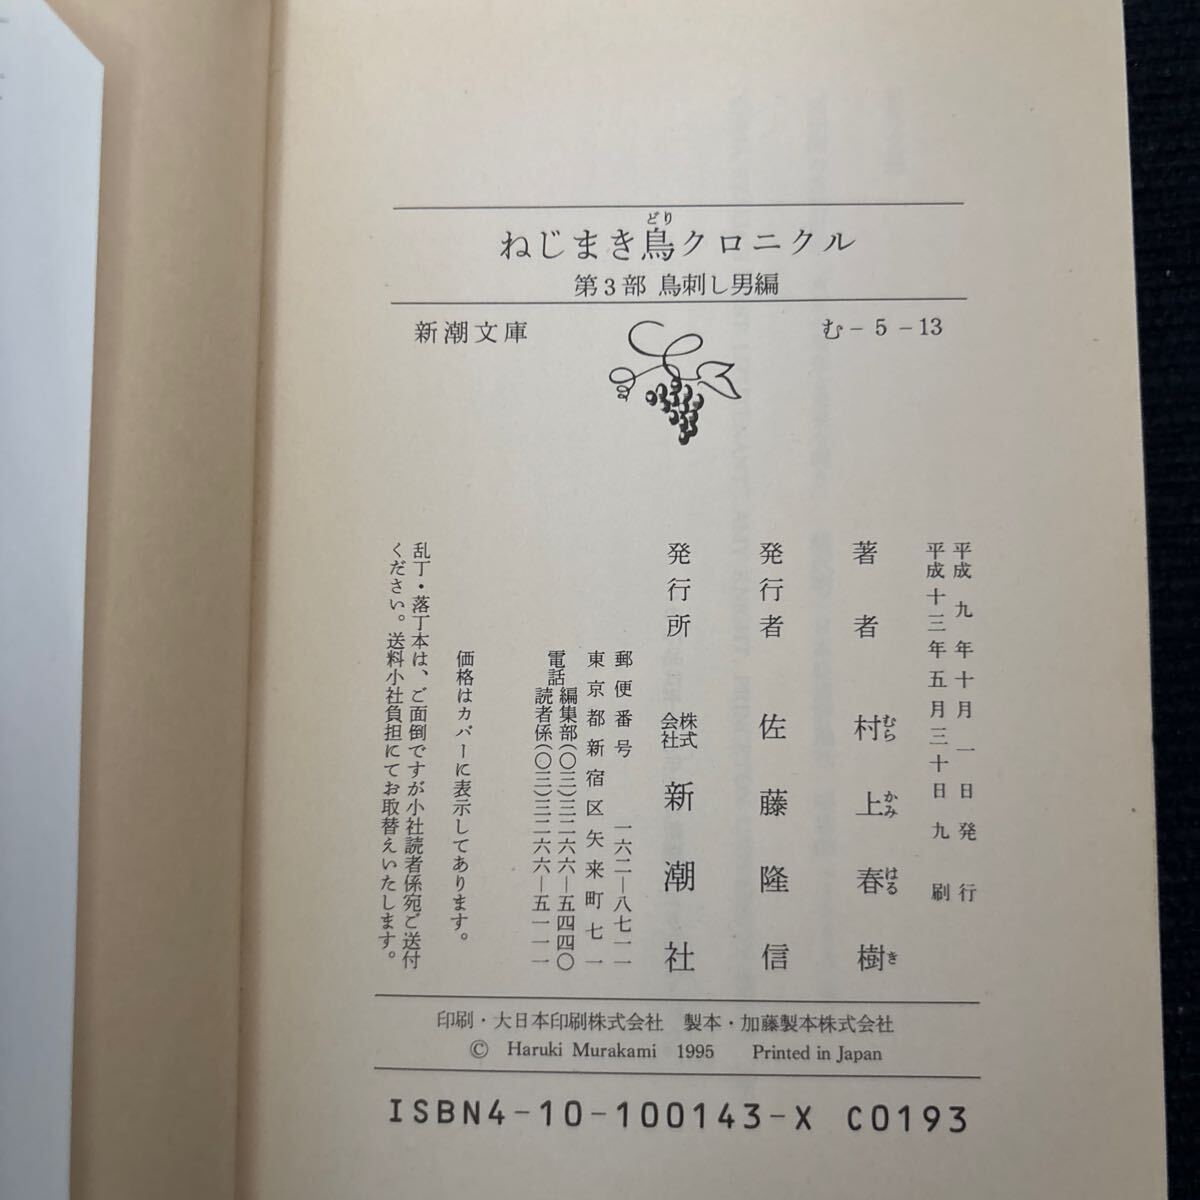 ねじまき鳥クロニクル
どり
第3部 鳥刺し男編
新潮文庫
む-5-13
平成九年十月一日発行
平成十三年五月三十日九刷
著者 村上春樹
むら かみ はる き
発行者 佐藤隆信
発行所 株式会社 新潮社
郵便番号 一六二―八七一一
東京都新宿区矢来町七一
電話 編集部(〇三)三二六六―五四四〇
読者係(〇三)三二六六―五一一一
価格はカバーに表示してあります。
乱丁・落丁本は、ご面倒ですが小社読者係宛ご送付
ください。送料小社負担にてお取替えいたします。
印刷・大日本印刷株式会社 製本・加藤製本株式会社
© Haruki Murakami 1995 Printed in Japan
ISBN4-10-100143-X C0193